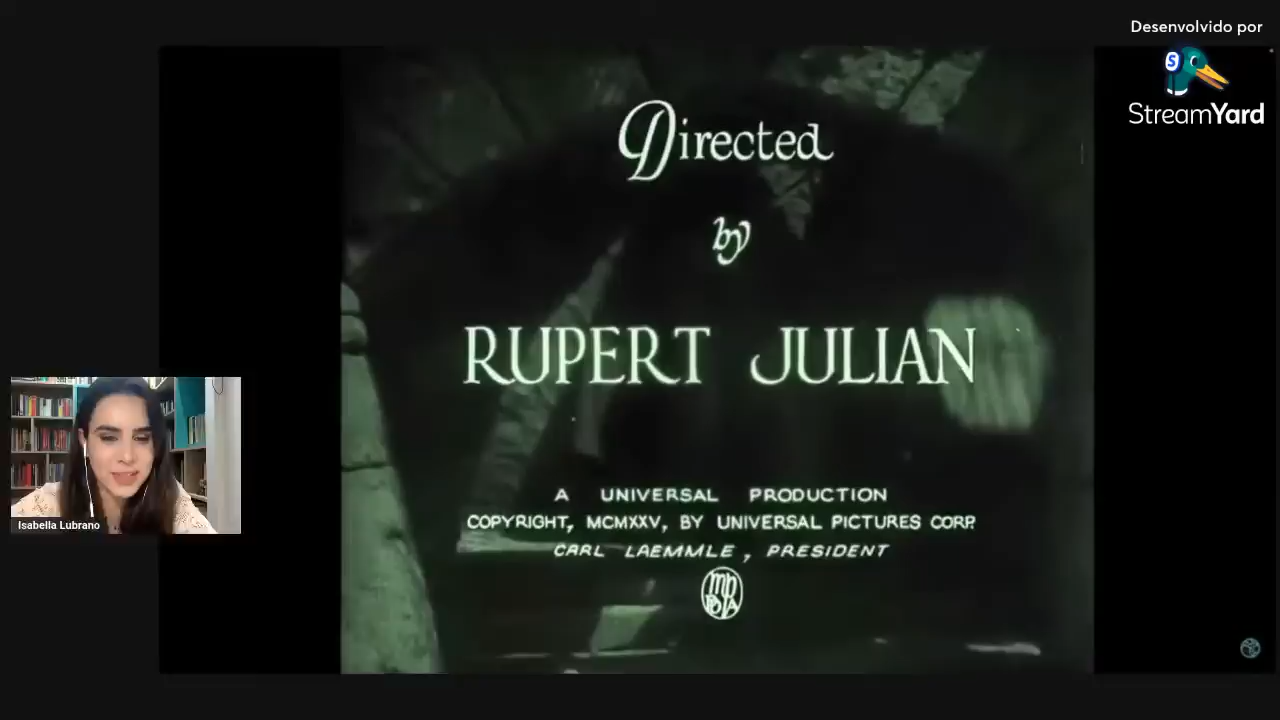 Desenvolvido por
StreamYard
Directed
by
RUPERT JULIAN
A UNIVERSAL PRODUCTION
COPYRIGHT, MCMXXV, BY UNIVERSAL PICTURES CORP.
CARL LAEMMLE, PRESIDENT
Isabella Lubrano